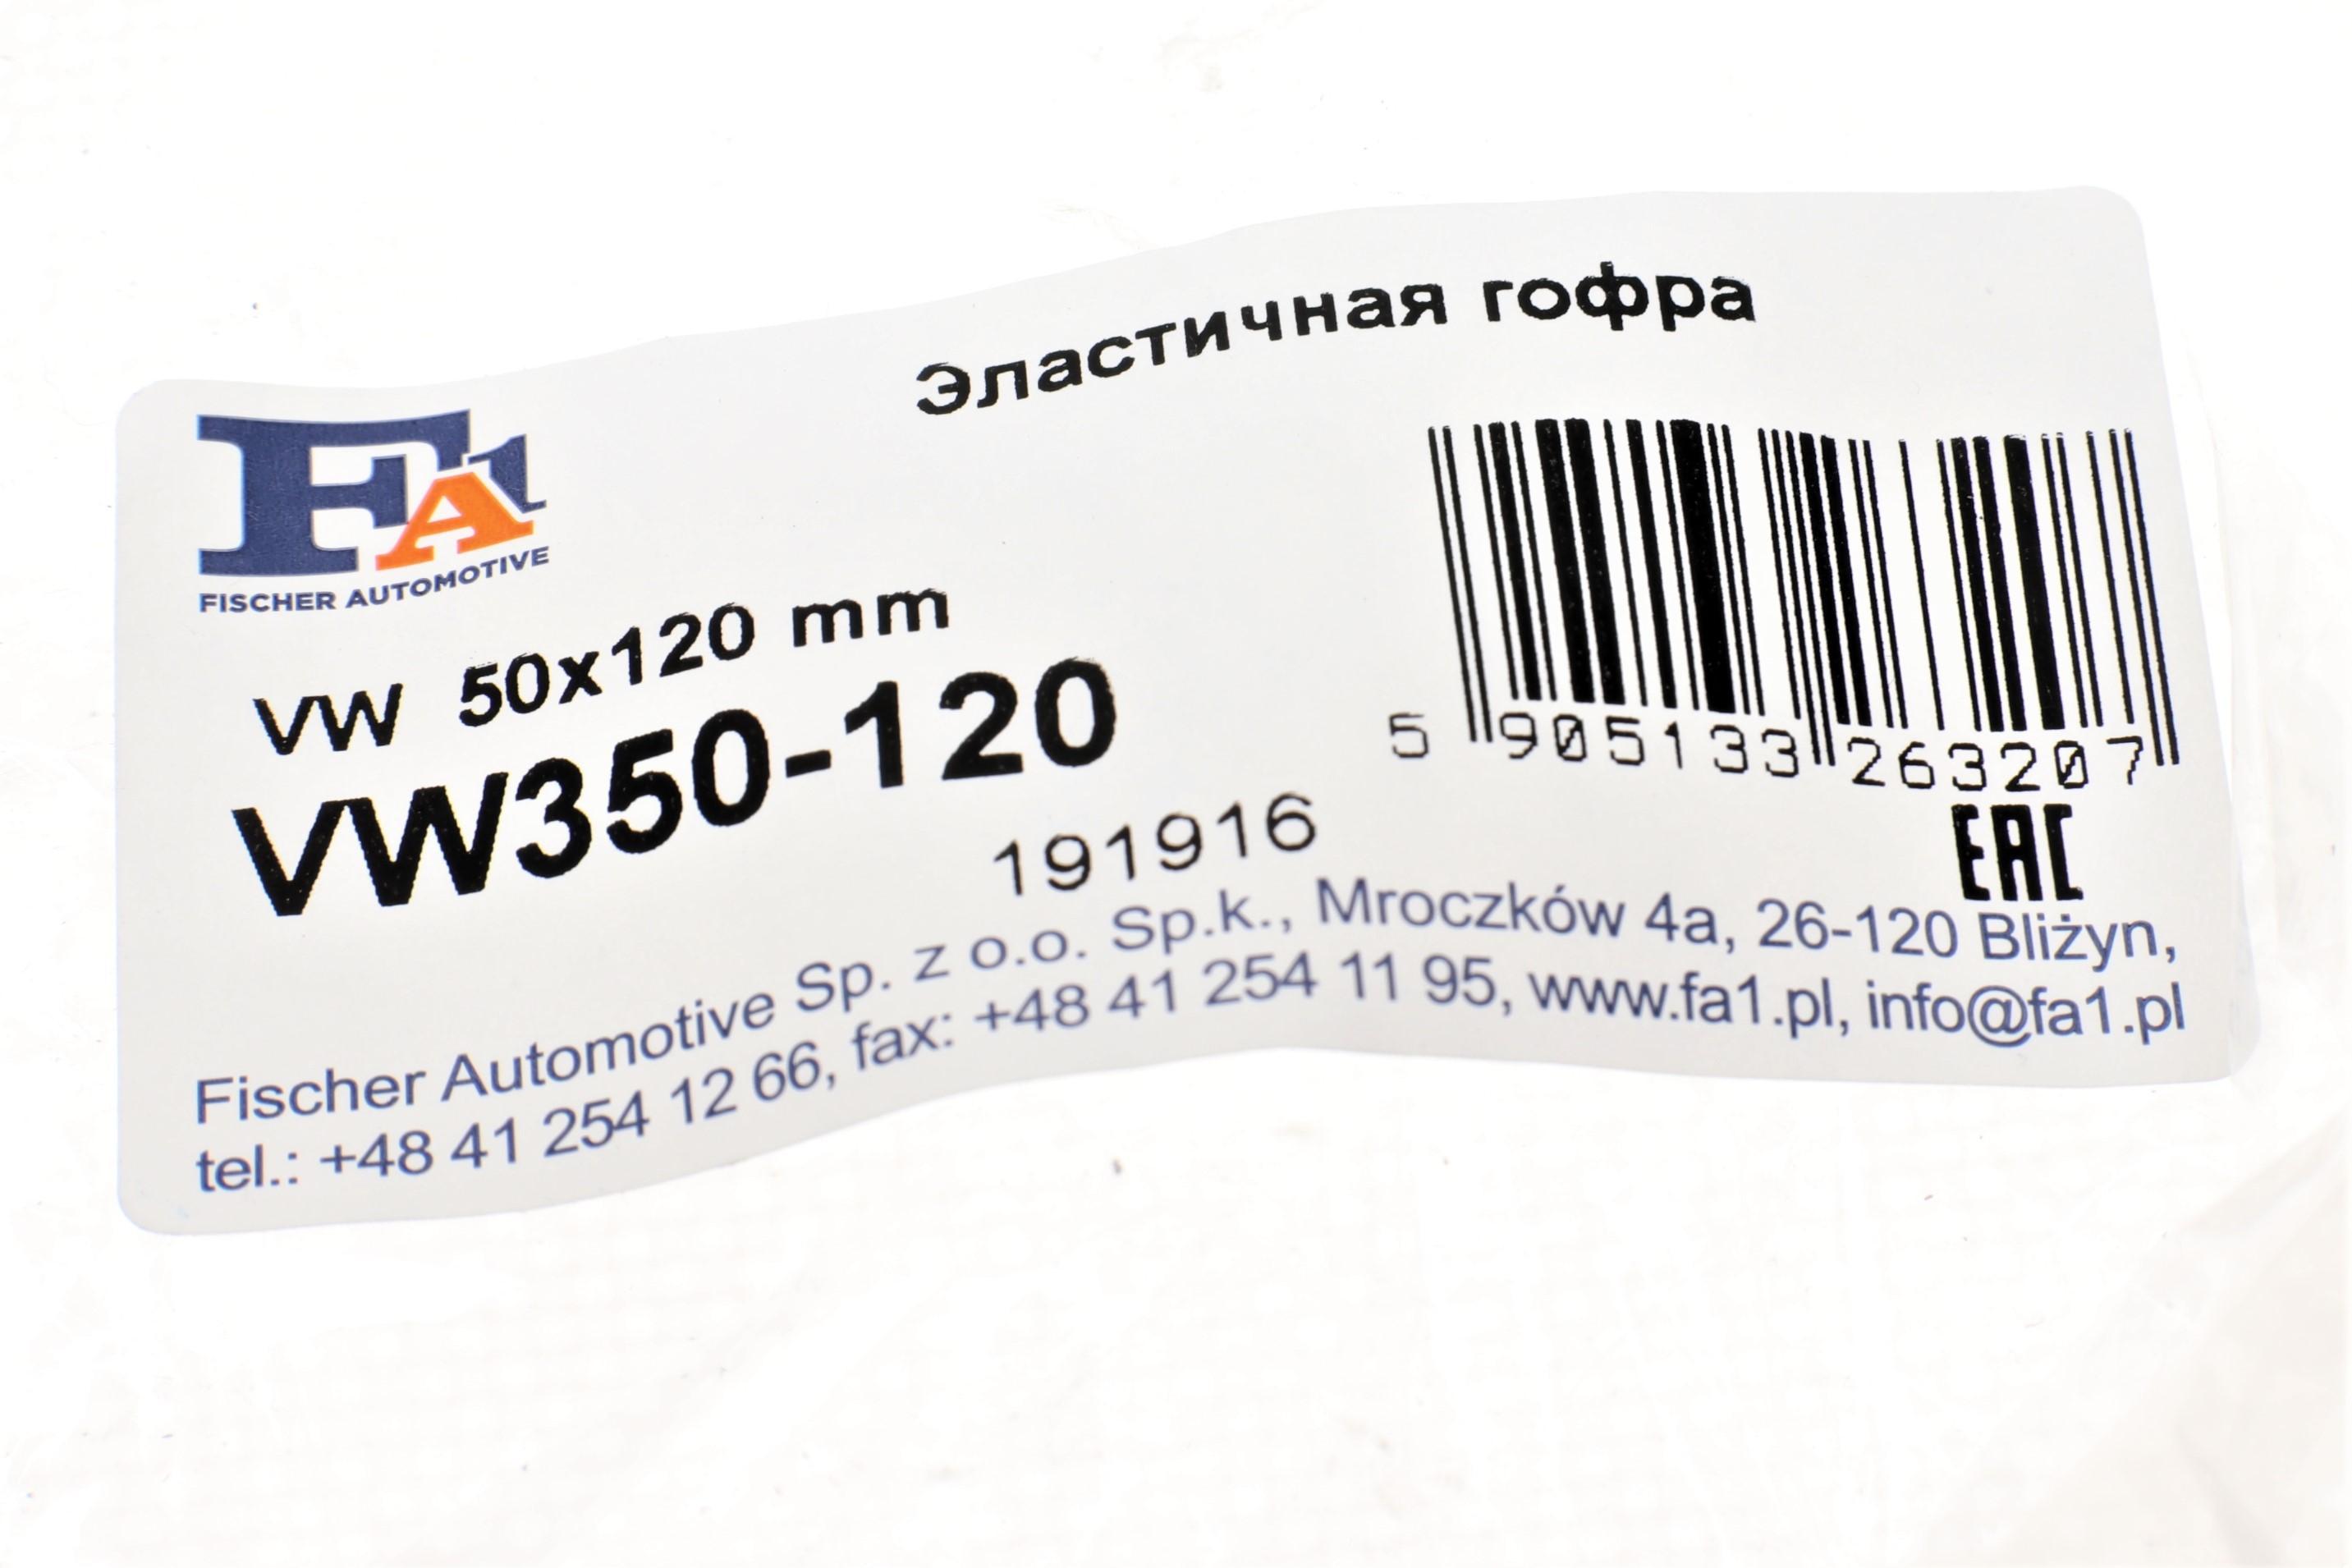 Эластичная гофра
FA1
FISCHER AUTOMOTIVE
VW 50x120 mm
VW350-120
5 905133 263207
191916
EAC
Fischer Automotive Sp. z o.o. Sp.k., Mroczków 4a, 26-120 Bliżyn,
tel.: +48 41 254 12 66, fax: +48 41 254 11 95, www.fa1.pl, info@fa1.pl